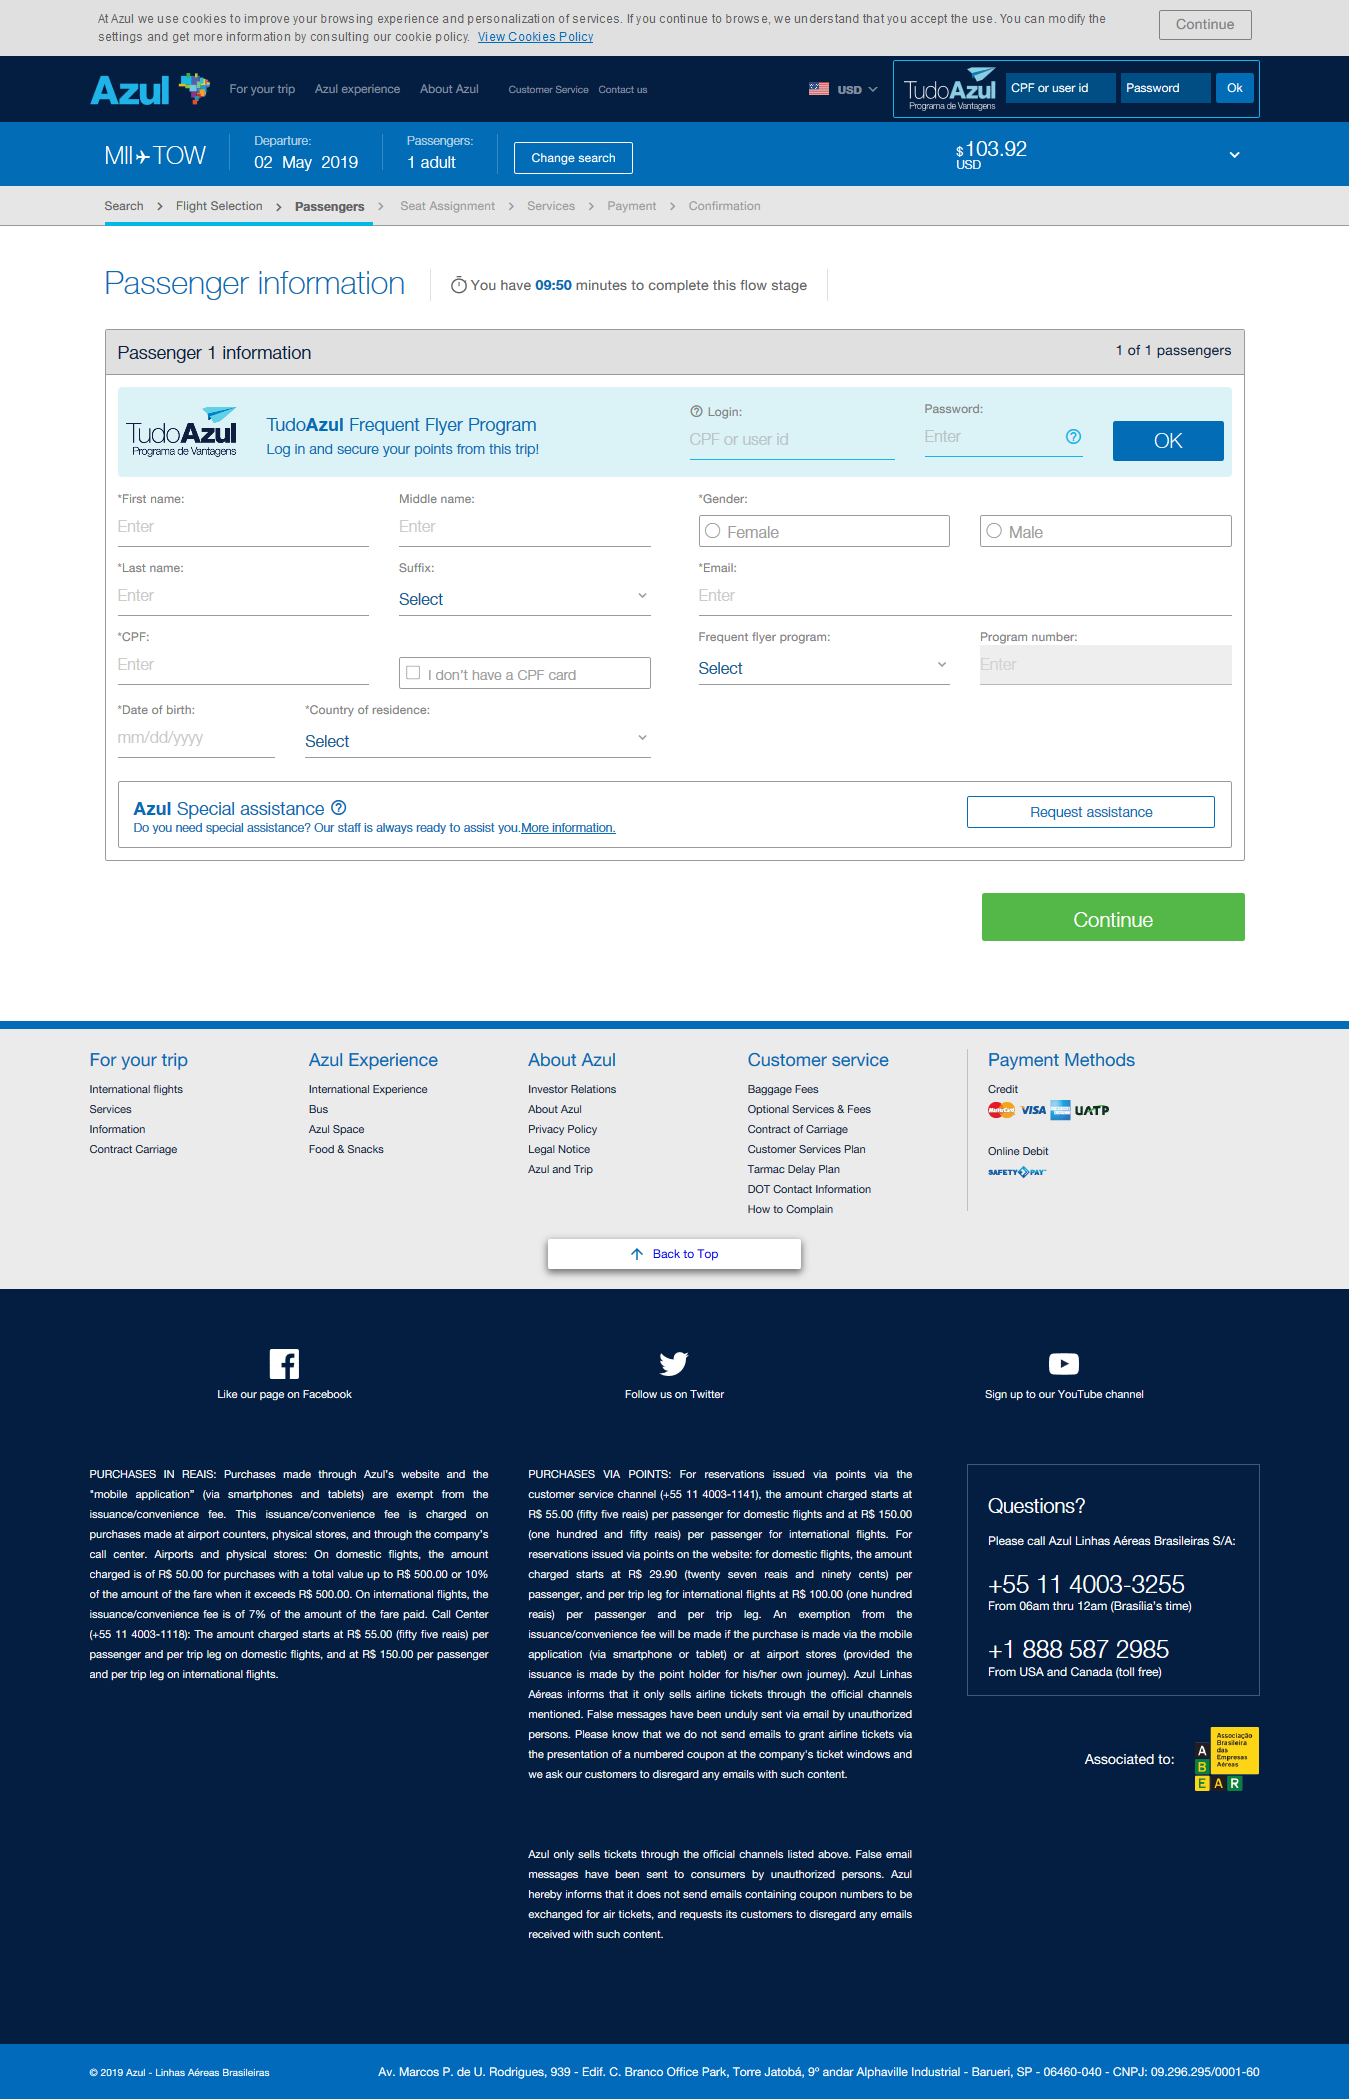 At Azul we use cookies to improve your browsing experience and personalization of services. If you continue to browse, we understand that you accept the use. You can modify the
settings and get more information by consulting our cookie policy. View Cookies Policy
Continue
Azul
For your trip
Azul experience
About Azul
Customer Service
Contact us
USD
TudoAzul
Programa de Vantagens
CPF or user id
Password
Ok
MII TOW
Departure:
02 May 2019
Passengers:
1 adult
Change search
$103.92
USD
Search > Flight Selection > Passengers > Seat Assignment > Services > Payment > Confirmation
Passenger information
You have 09:50 minutes to complete this flow stage
Passenger 1 information
1 of 1 passengers
TudoAzul
Programa de Vantagens
TudoAzul Frequent Flyer Program
Log in and secure your points from this trip!
Login:
CPF or user id
Password:
Enter
OK
*First name:
Enter
Middle name:
Enter
*Gender:
Female
Male
*Last name:
Enter
Suffix:
Select
*Email:
Enter
*CPF:
Enter
I don't have a CPF card
Frequent flyer program:
Select
Program number:
Enter
*Date of birth:
mm/dd/yyyy
*Country of residence:
Select
Azul Special assistance
Do you need special assistance? Our staff is always ready to assist you.More information.
Request assistance
Continue
For your trip
International flights
Services
Information
Contract Carriage
Azul Experience
International Experience
Bus
Azul Space
Food & Snacks
About Azul
Investor Relations
About Azul
Privacy Policy
Legal Notice
Azul and Trip
Customer service
Baggage Fees
Optional Services & Fees
Contract of Carriage
Customer Services Plan
Tarmac Delay Plan
DOT Contact Information
How to Complain
Payment Methods
Credit
MasterCard VISA UATP
Online Debit
SAFETY PAY
Back to Top
Like our page on Facebook
Follow us on Twitter
Sign up to our YouTube channel
PURCHASES IN REAIS: Purchases made through Azul's website and the
"mobile application" (via smartphones and tablets) are exempt from the
issuance/convenience fee. This issuance/convenience fee is charged on
purchases made at airport counters, physical stores, and through the company's
call center. Airports and physical stores: On domestic flights, the amount
charged is of R$ 50.00 for purchases with a total value up to R$ 500.00 or 10%
of the amount of the fare when it exceeds R$ 500.00. On international flights, the
issuance/convenience fee is of 7% of the amount of the fare paid. Call Center
(+55 11 4003-1118): The amount charged starts at R$ 55.00 (fifty five reais) per
passenger and per trip leg on domestic flights, and at R$ 150.00 per passenger
and per trip leg on international flights.
PURCHASES VIA POINTS: For reservations issued via points via the
customer service channel (+55 11 4003-1141), the amount charged starts at
R$ 55.00 (fifty five reais) per passenger for domestic flights and at R$ 150.00
(one hundred and fifty reais) per passenger for international flights. For
reservations issued via points on the website: for domestic flights, the amount
charged starts at R$ 29.90 (twenty seven reais and ninety cents) per
passenger, and per trip leg for international flights at R$ 100.00 (one hundred
reais) per passenger and per trip leg. An exemption from the
issuance/convenience fee will be made if the purchase is made via the mobile
application (via smartphone or tablet) or at airport stores (provided the
issuance is made by the point holder for his/her own journey). Azul Linhas
Aéreas informs that it only sells airline tickets through the official channels
mentioned. False messages have been unduly sent via email by unauthorized
persons. Please know that we do not send emails to grant airline tickets via
the presentation of a numbered coupon at the company's ticket windows and
we ask our customers to disregard any emails with such content.
Azul only sells tickets through the official channels listed above. False email
messages have been sent to consumers by unauthorized persons. Azul
hereby informs that it does not send emails containing coupon numbers to be
exchanged for air tickets, and requests its customers to disregard any emails
received with such content.
Questions?
Please call Azul Linhas Aéreas Brasileiras S/A:
+55 11 4003-3255
From 06am thru 12am (Brasília's time)
+1 888 587 2985
From USA and Canada (toll free)
Associated to:
Associação
Brasileira
das
Empresas
Aéreas
ABEAR
© 2019 Azul - Linhas Aéreas Brasileiras
Av. Marcos P. de U. Rodrigues, 939 - Edif. C. Branco Office Park, Torre Jatobá, 9º andar Alphaville Industrial - Barueri, SP - 06460-040 - CNPJ: 09.296.295/0001-60